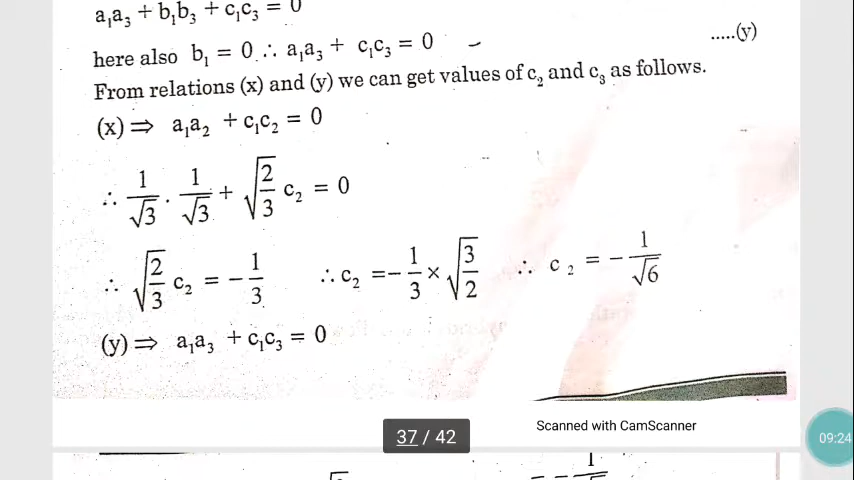 a₁a₃ + b₁b₃ + c₁c₃ = 0
here also b₁ = 0 ∴ a₁a₃ + c₁c₃ = 0 .....(y)
From relations (x) and (y) we can get values of c₂ and c₃ as follows.
(x) ⇒ a₁a₂ + c₁c₂ = 0
∴ 1/√3 · 1/√3 + √(2/3) c₂ = 0
∴ √(2/3) c₂ = − 1/3 ∴ c₂ = − 1/3 × √(3/2) ∴ c₂ = − 1/√6
(y) ⇒ a₁a₃ + c₁c₃ = 0
Scanned with CamScanner
37 / 42
09:24